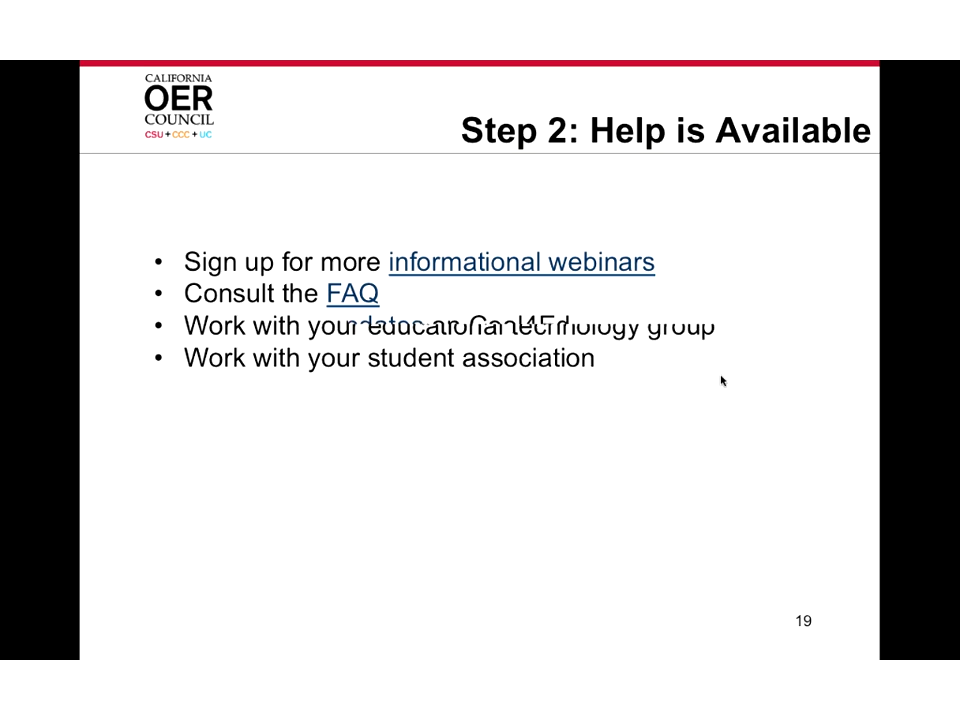 CALIFORNIA
OER
COUNCIL
CSU + CCC + UC
Step 2: Help is Available
• Sign up for more informational webinars
• Consult the FAQ
• Work with your educational technology group
• Work with your student association
19